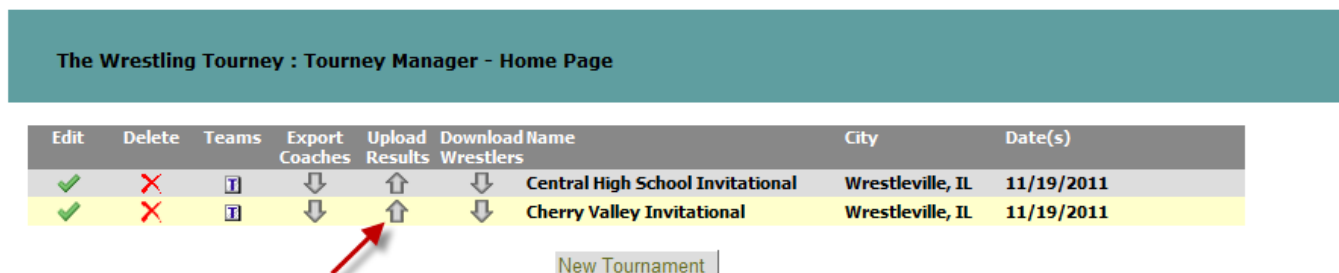 The Wrestling Tourney : Tourney Manager - Home Page
Edit Delete Teams Export Coaches Upload Results Download Wrestlers Name City Date(s)
T Central High School Invitational Wrestleville, IL 11/19/2011
T Cherry Valley Invitational Wrestleville, IL 11/19/2011
New Tournament